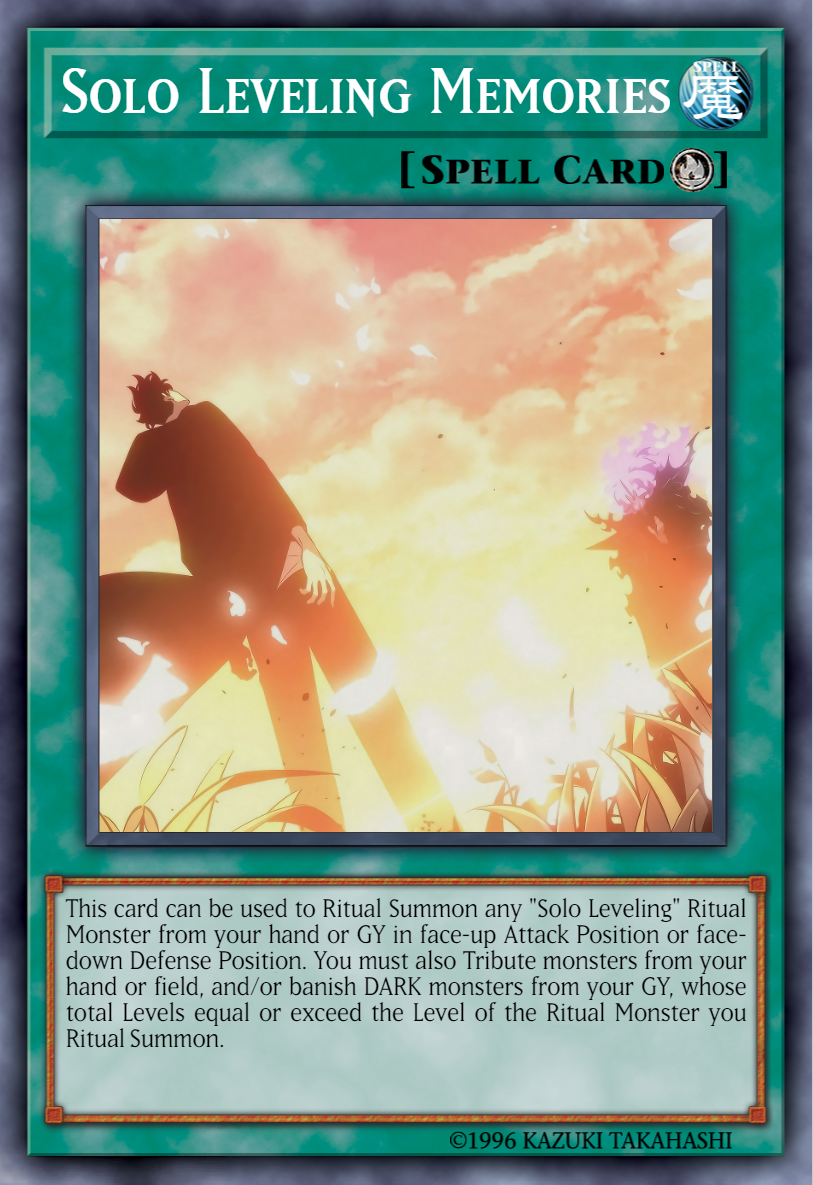 Solo Leveling Memories
SPELL
魔
[Spell Card]
This card can be used to Ritual Summon any "Solo Leveling" Ritual
Monster from your hand or GY in face-up Attack Position or face-
down Defense Position. You must also Tribute monsters from your
hand or field, and/or banish DARK monsters from your GY, whose
total Levels equal or exceed the Level of the Ritual Monster you
Ritual Summon.
©1996 KAZUKI TAKAHASHI